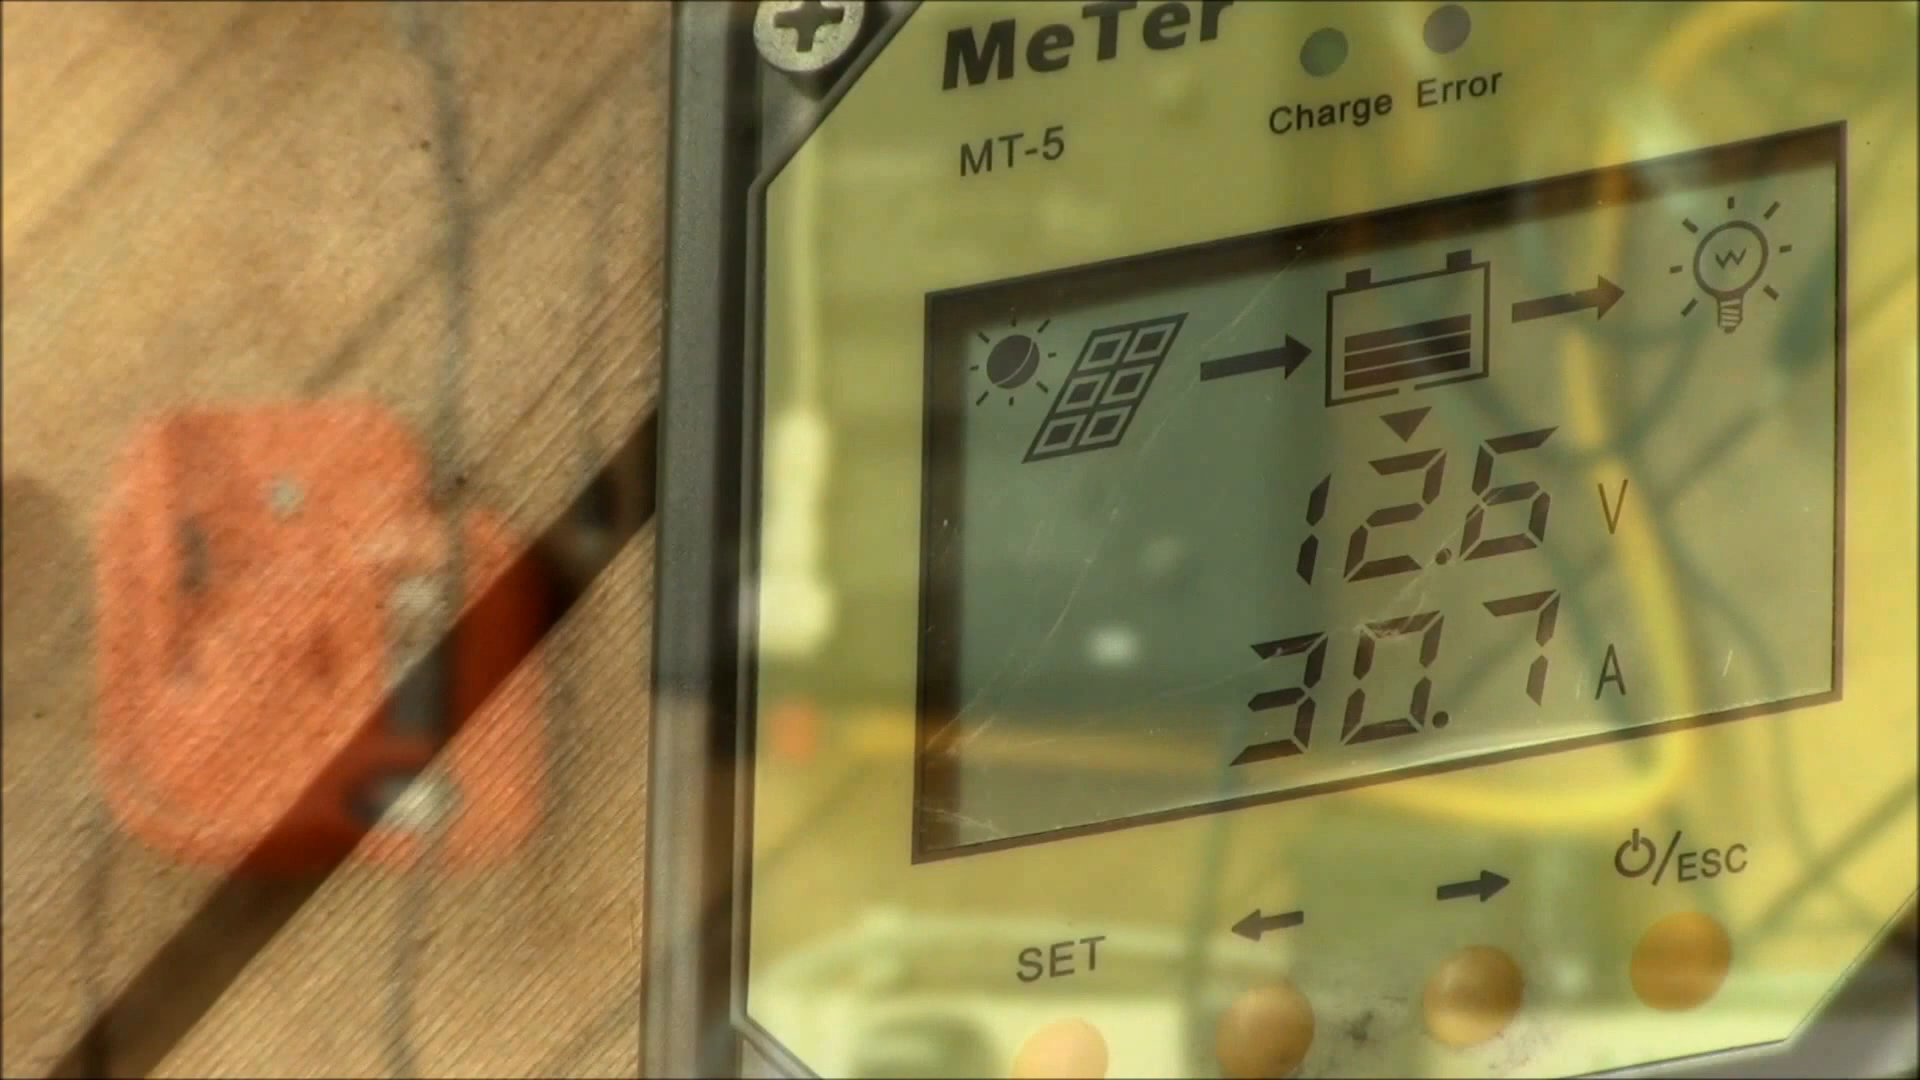 MeTer
Charge Error
MT-5
12.6 V
30.7 A
SET
/ESC